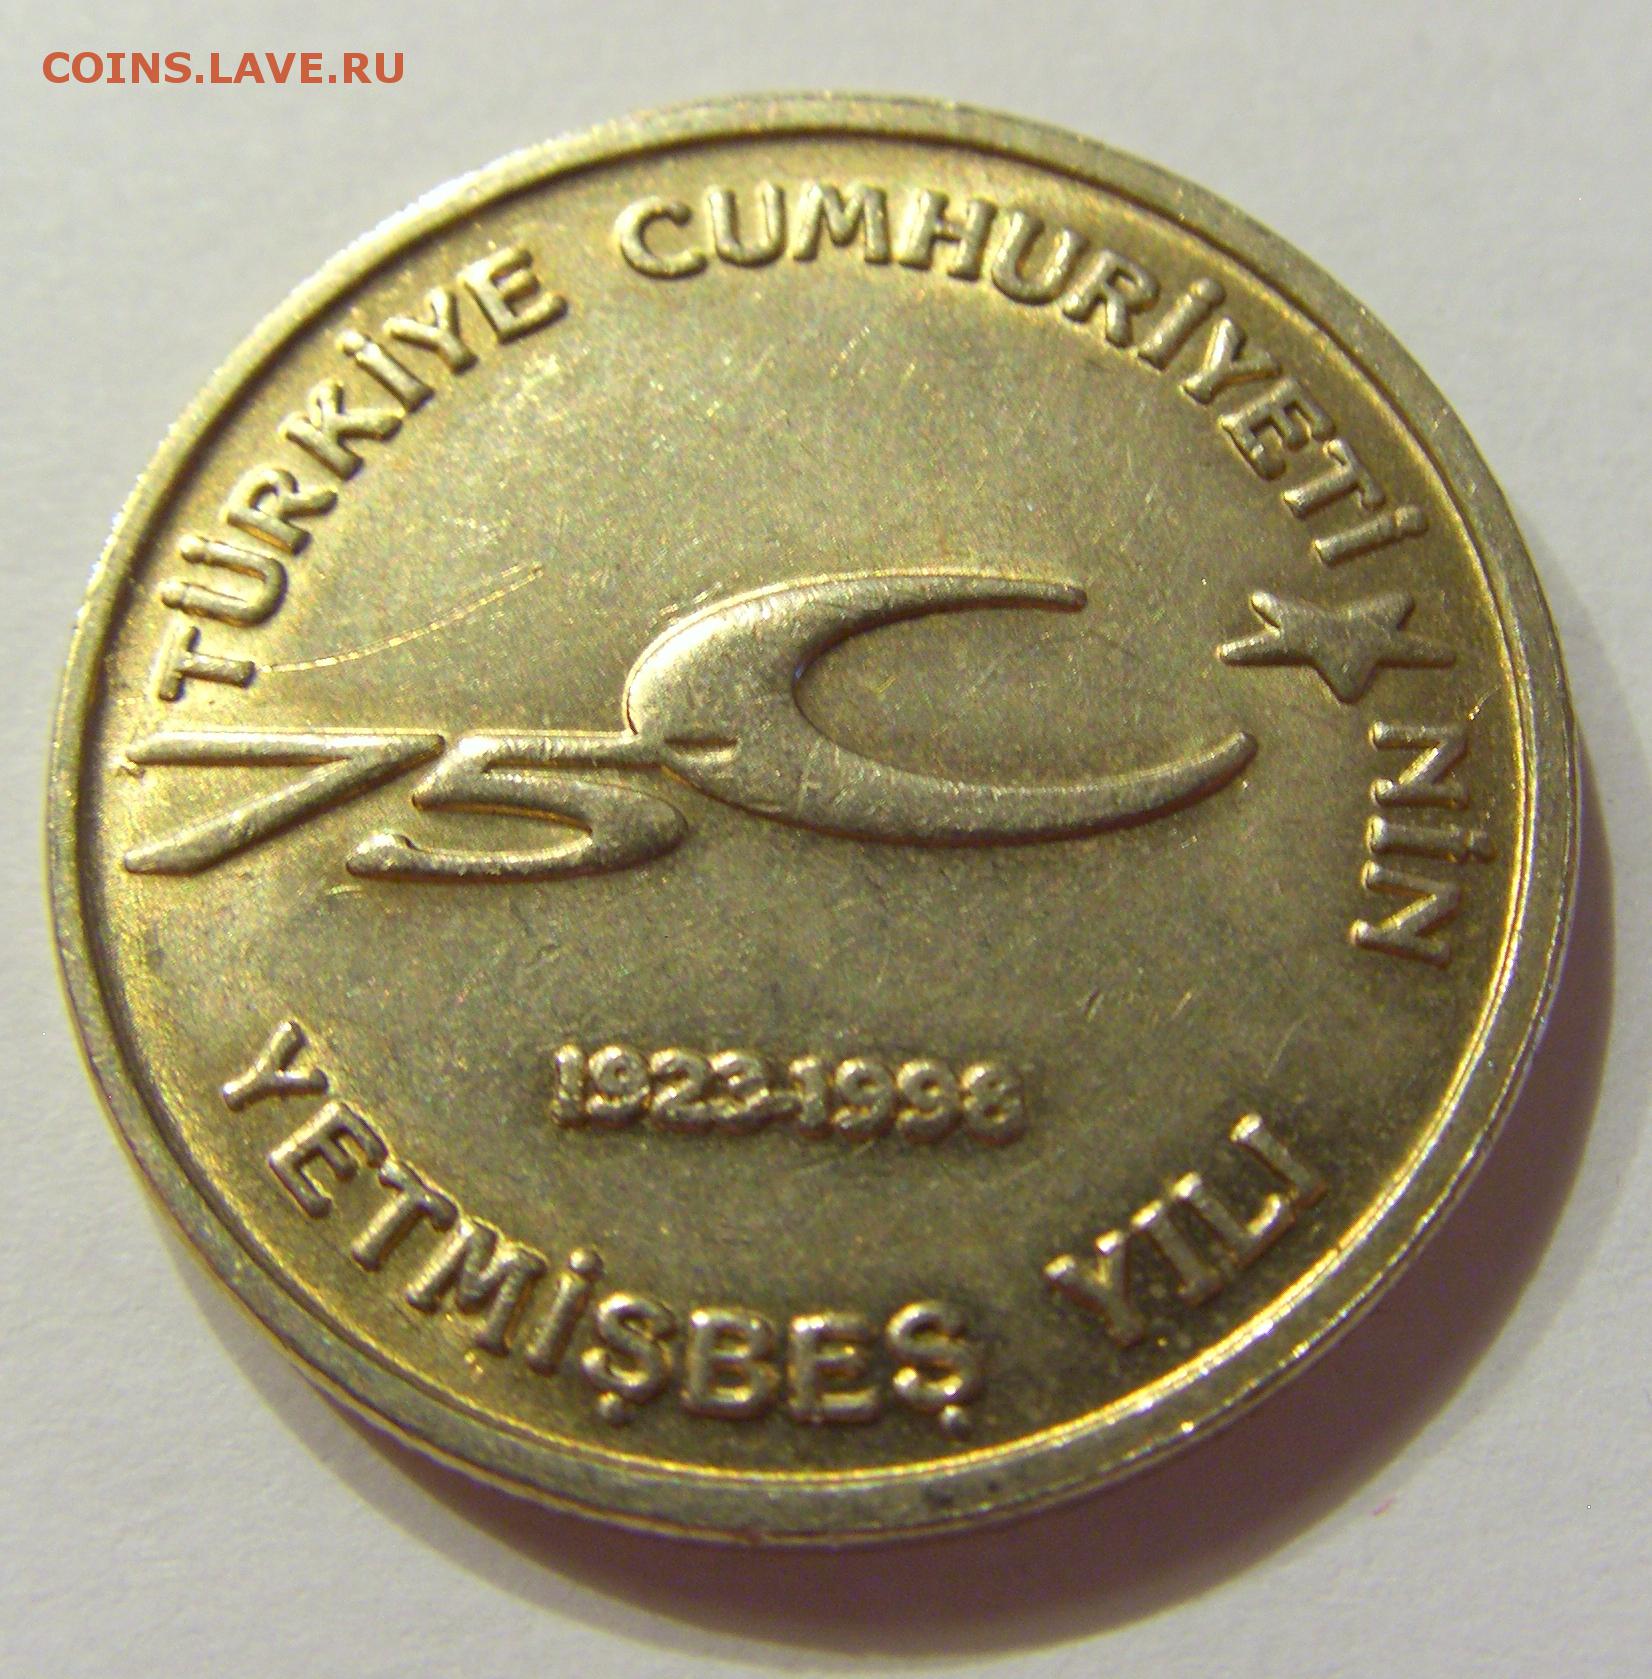 COINS.LAVE.RU
TÜRKİYE CUMHURİYETİ NİN
75
1923-1998
YETMİŞBEŞ YILI